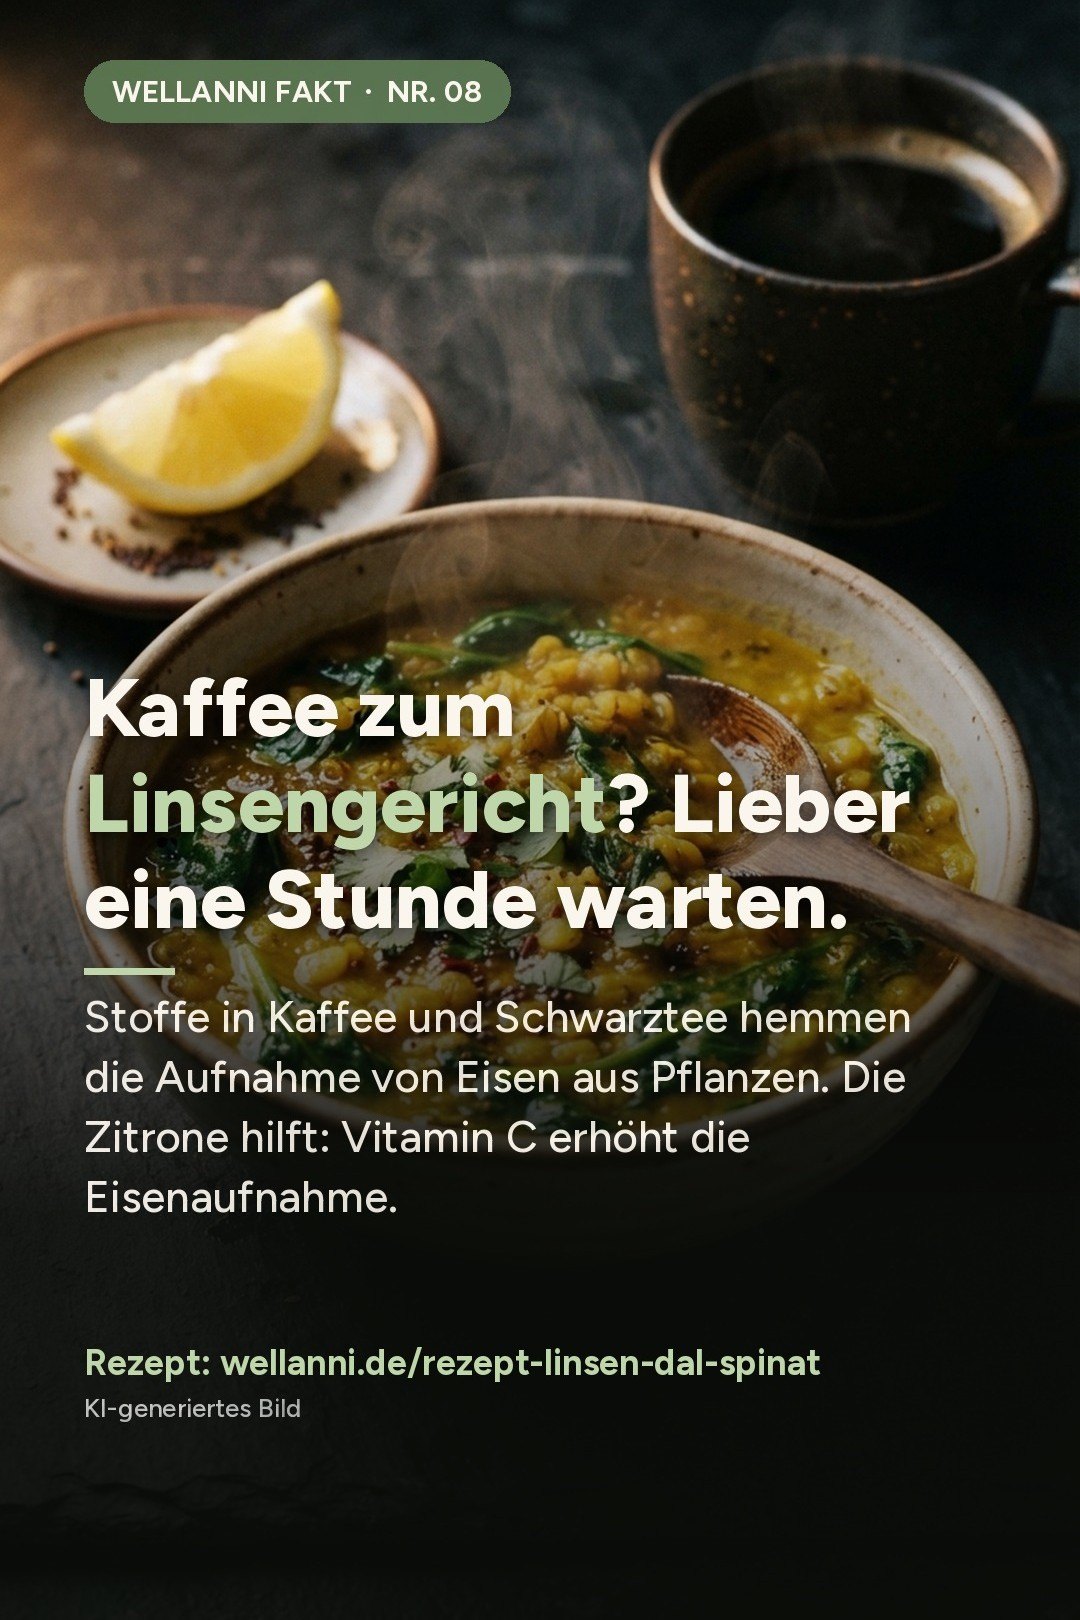 WELLANNI FAKT · NR. 08
Kaffee zum
Linsengericht? Lieber
eine Stunde warten.
Stoffe in Kaffee und Schwarztee hemmen
die Aufnahme von Eisen aus Pflanzen. Die
Zitrone hilft: Vitamin C erhöht die
Eisenaufnahme.
Rezept: wellanni.de/rezept-linsen-dal-spinat
KI-generiertes Bild